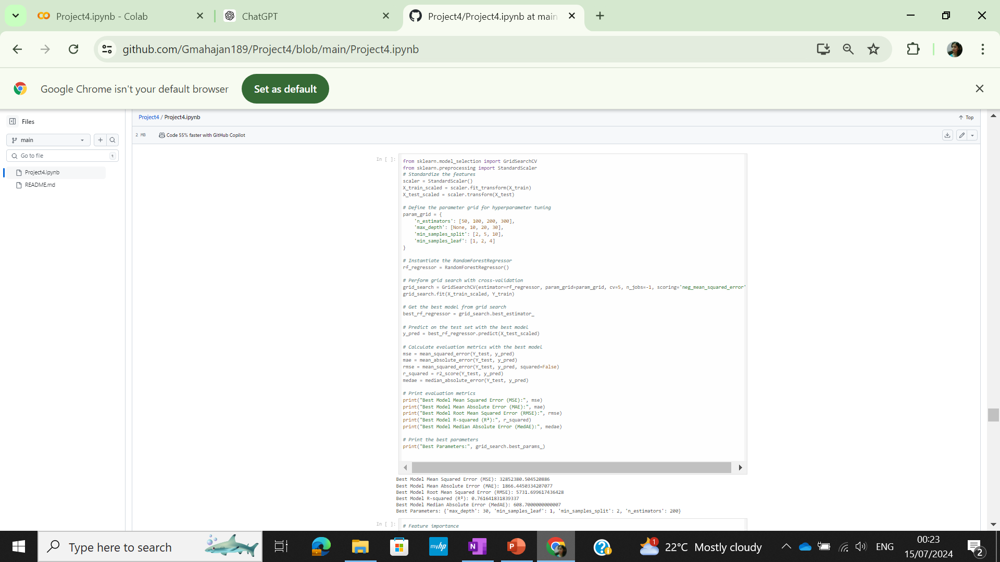 Project4.ipynb - Colab
ChatGPT
Project4/Project4.ipynb at main
github.com/Gmahajan189/Project4/blob/main/Project4.ipynb
Google Chrome isn't your default browser
Set as default
Files
main
Go to file
t
Project4.ipynb
README.md
Project4 / Project4.ipynb
Top
2 MB
Code 55% faster with GitHub Copilot
In [ ]:
from sklearn.model_selection import GridSearchCV
from sklearn.preprocessing import StandardScaler
# Standardize the features
scaler = StandardScaler()
X_train_scaled = scaler.fit_transform(X_train)
X_test_scaled = scaler.transform(X_test)
# Define the parameter grid for hyperparameter tuning
param_grid = {
'n_estimators': [50, 100, 200, 300],
'max_depth': [None, 10, 20, 30],
'min_samples_split': [2, 5, 10],
'min_samples_leaf': [1, 2, 4]
}
# Instantiate the RandomForestRegressor
rf_regressor = RandomForestRegressor()
# Perform grid search with cross-validation
grid_search = GridSearchCV(estimator=rf_regressor, param_grid=param_grid, cv=5, n_jobs=-1, scoring='neg_mean_squared_error'
grid_search.fit(X_train_scaled, Y_train)
# Get the best model from grid search
best_rf_regressor = grid_search.best_estimator_
# Predict on the test set with the best model
y_pred = best_rf_regressor.predict(X_test_scaled)
# Calculate evaluation metrics with the best model
mse = mean_squared_error(Y_test, y_pred)
mae = mean_absolute_error(Y_test, y_pred)
rmse = mean_squared_error(Y_test, y_pred, squared=False)
r_squared = r2_score(Y_test, y_pred)
medae = median_absolute_error(Y_test, y_pred)
# Print evaluation metrics
print("Best Model Mean Squared Error (MSE):", mse)
print("Best Model Mean Absolute Error (MAE):", mae)
print("Best Model Root Mean Squared Error (RMSE):", rmse)
print("Best Model R-squared (R²):", r_squared)
print("Best Model Median Absolute Error (MedAE):", medae)
# Print the best parameters
print("Best Parameters:", grid_search.best_params_)
Best Model Mean Squared Error (MSE): 32852380.504520886
Best Model Mean Absolute Error (MAE): 1866.4450334207077
Best Model Root Mean Squared Error (RMSE): 5731.699617436428
Best Model R-squared (R²): 0.761641831839337
Best Model Median Absolute Error (MedAE): 608.7000000000007
Best Parameters: {'max_depth': 30, 'min_samples_leaf': 1, 'min_samples_split': 2, 'n_estimators': 200}
In [ ]:
# Feature importance
Type here to search
myhp
N
P
1
22°C Mostly cloudy
ENG
00:23
15/07/2024
2